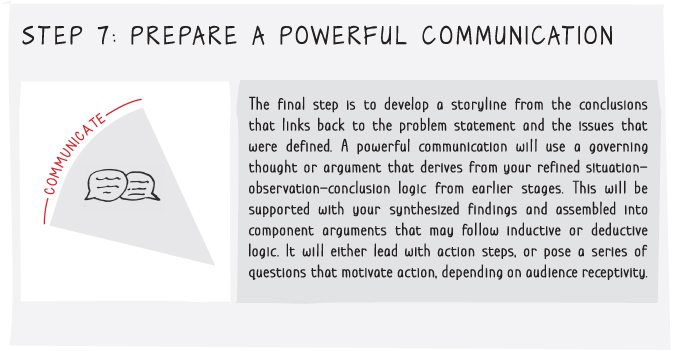 STEP 7: PREPARE A POWERFUL COMMUNICATION
COMMUNICATE
The final step is to develop a storyline from the conclusions
that links back to the problem statement and the issues that
were defined. A powerful communication will use a governing
thought or argument that derives from your refined situation–
observation–conclusion logic from earlier stages. This will be
supported with your synthesized findings and assembled into
component arguments that may follow inductive or deductive
logic. It will either lead with action steps, or pose a series of
questions that motivate action, depending on audience receptivity.